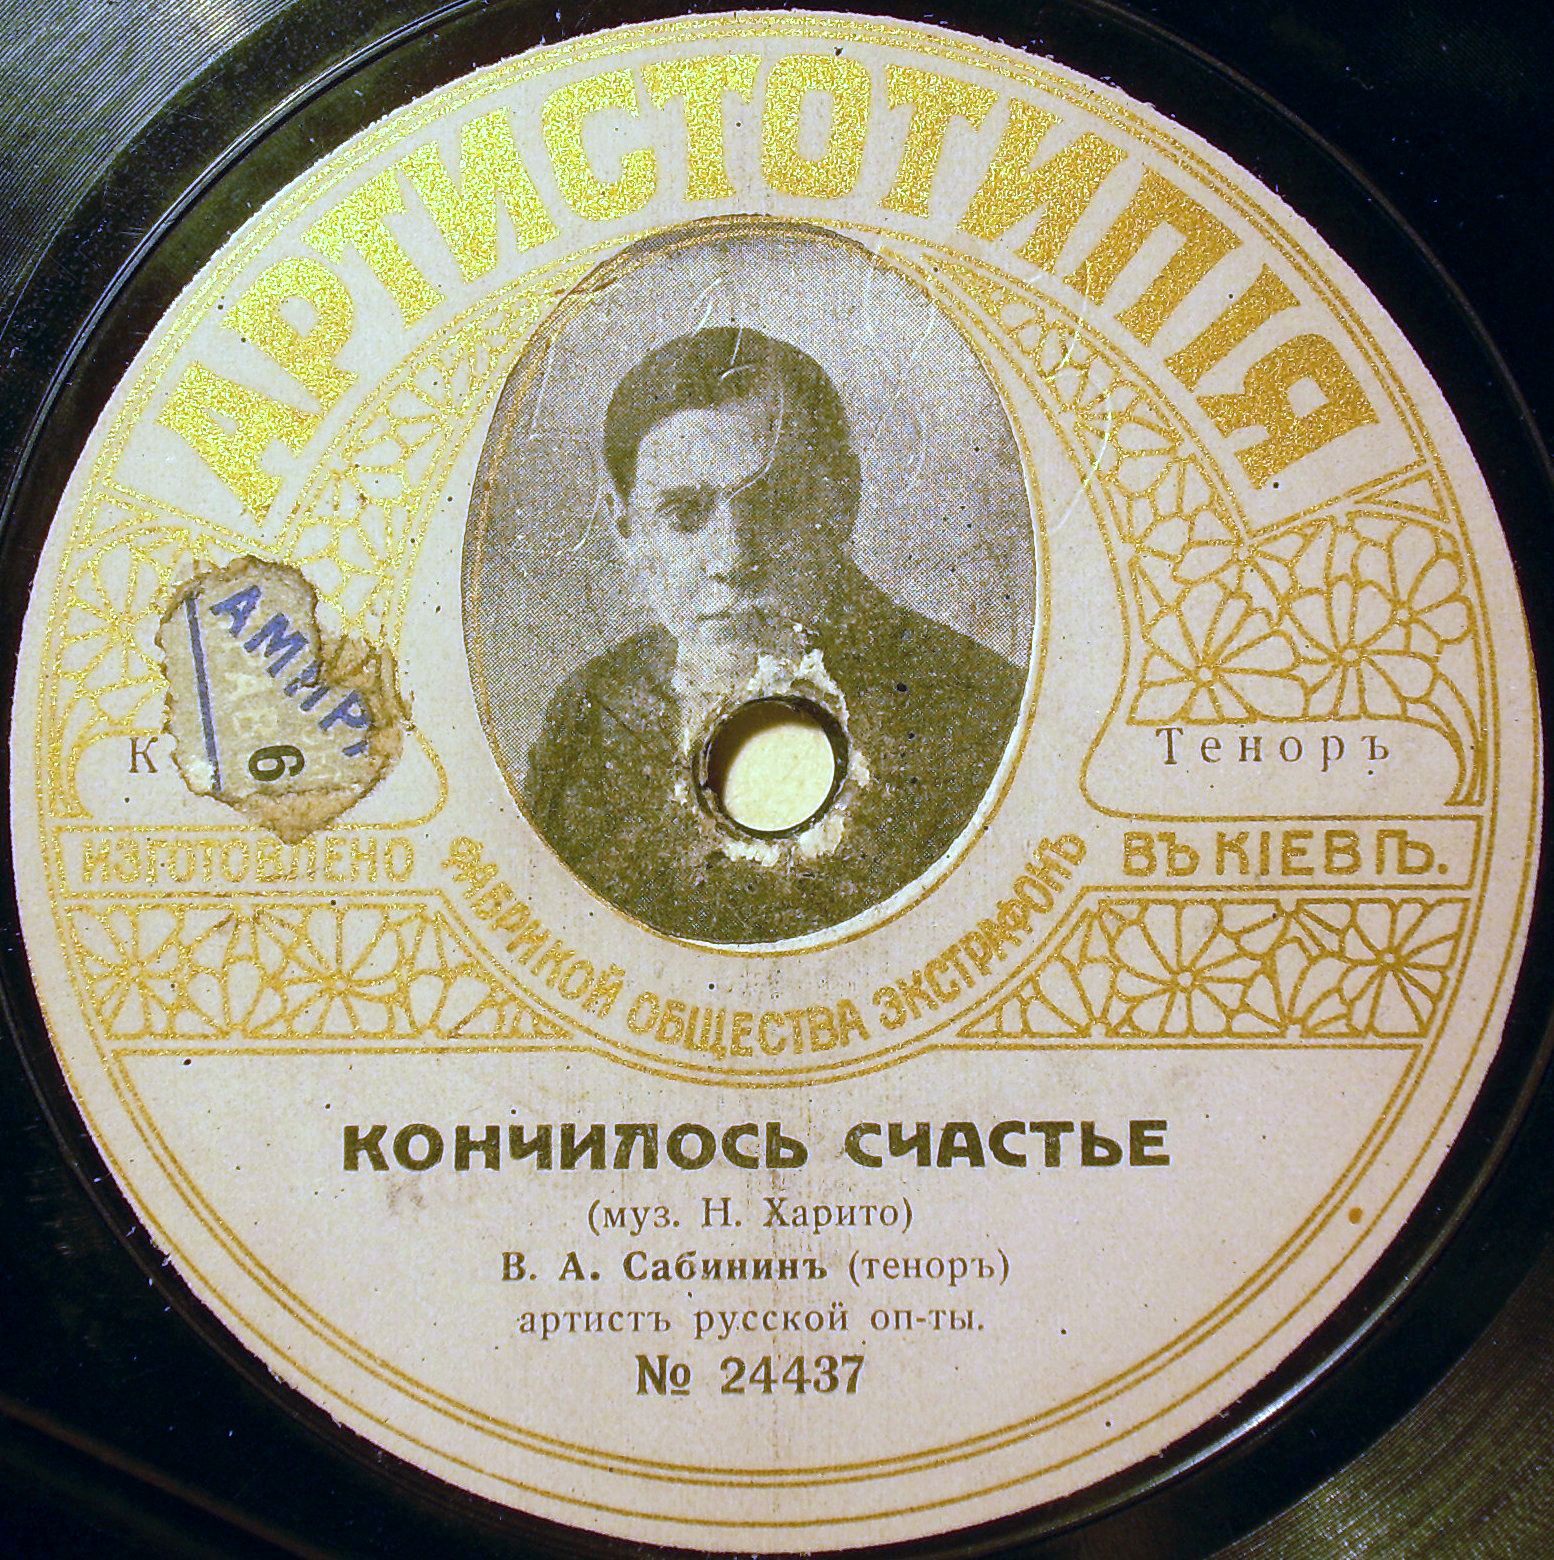 АРТИСТОТИПІЯ
6
К
Теноръ
ИЗГОТОВЛЕНО
ФАБРИКОЙ ОБЩЕСТВА ЭКСТРАФОНЪ
ВЪ КІЕВѢ.
КОНЧИЛОСЬ СЧАСТЬЕ
(муз. Н. Харито)
В. А. Сабининъ (теноръ)
артистъ русской оп-ты.
№ 24437